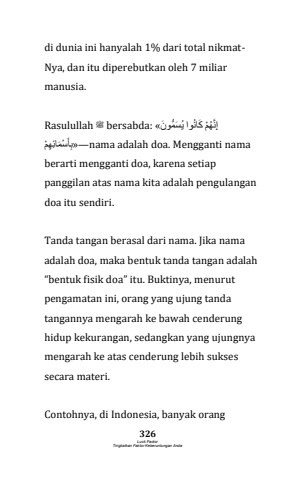 di dunia ini hanyalah 1% dari total nikmat-
Nya, dan itu diperebutkan oleh 7 miliar
manusia.
Rasulullah ﷺ bersabda: «إِنَّهُمْ كَانُوا يُسَمُّونَ
بِأَسْمَائِهِمْ»—nama adalah doa. Mengganti nama
berarti mengganti doa, karena setiap
panggilan atas nama kita adalah pengulangan
doa itu sendiri.
Tanda tangan berasal dari nama. Jika nama
adalah doa, maka bentuk tanda tangan adalah
“bentuk fisik doa” itu. Buktinya, menurut
pengamatan ini, orang yang ujung tanda
tangannya mengarah ke bawah cenderung
hidup kekurangan, sedangkan yang ujungnya
mengarah ke atas cenderung lebih sukses
secara materi.
Contohnya, di Indonesia, banyak orang
326
Luck Factor
Tingkatkan Faktor Keberuntungan Anda